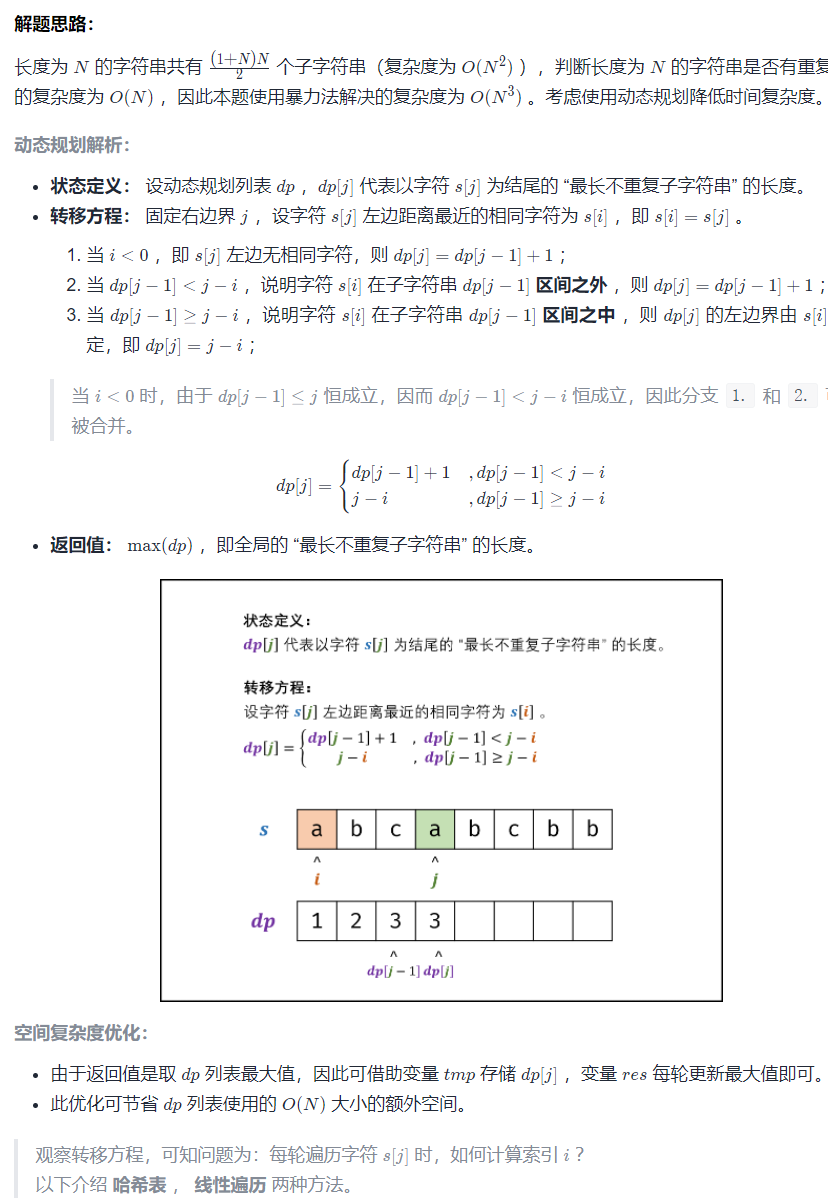 解题思路：
长度为 N 的字符串共有 (1+N)N/2 个子字符串（复杂度为 O(N²) ），判断长度为 N 的字符串是否有重复
的复杂度为 O(N) ，因此本题使用暴力法解决的复杂度为 O(N³) 。考虑使用动态规划降低时间复杂度。
动态规划解析：
• 状态定义： 设动态规划列表 dp ，dp[j] 代表以字符 s[j] 为结尾的 “最长不重复子字符串” 的长度。
• 转移方程： 固定右边界 j ，设字符 s[j] 左边距离最近的相同字符为 s[i] ，即 s[i] = s[j] 。
1. 当 i < 0 ，即 s[j] 左边无相同字符，则 dp[j] = dp[j − 1] + 1 ；
2. 当 dp[j − 1] < j − i ，说明字符 s[i] 在子字符串 dp[j − 1] 区间之外 ，则 dp[j] = dp[j − 1] + 1 ；
3. 当 dp[j − 1] ≥ j − i ，说明字符 s[i] 在子字符串 dp[j − 1] 区间之中 ，则 dp[j] 的左边界由 s[i]
定，即 dp[j] = j − i ；
当 i < 0 时，由于 dp[j − 1] ≤ j 恒成立，因而 dp[j − 1] < j − i 恒成立，因此分支 1. 和 2.
被合并。
dp[j] = { dp[j − 1] + 1 , dp[j − 1] < j − i
j − i , dp[j − 1] ≥ j − i
• 返回值： max(dp) ，即全局的 “最长不重复子字符串” 的长度。
状态定义：
dp[j] 代表以字符 s[j] 为结尾的 “最长不重复子字符串” 的长度。
转移方程：
设字符 s[j] 左边距离最近的相同字符为 s[i] 。
dp[j] = { dp[j − 1] + 1 , dp[j − 1] < j − i
j − i , dp[j − 1] ≥ j − i
s a b c a b c b b
^ ^
i j
dp 1 2 3 3
^ ^
dp[j − 1] dp[j]
空间复杂度优化：
• 由于返回值是取 dp 列表最大值，因此可借助变量 tmp 存储 dp[j] ，变量 res 每轮更新最大值即可。
• 此优化可节省 dp 列表使用的 O(N) 大小的额外空间。
观察转移方程，可知问题为：每轮遍历字符 s[j] 时，如何计算索引 i ？
以下介绍 哈希表 ， 线性遍历 两种方法。